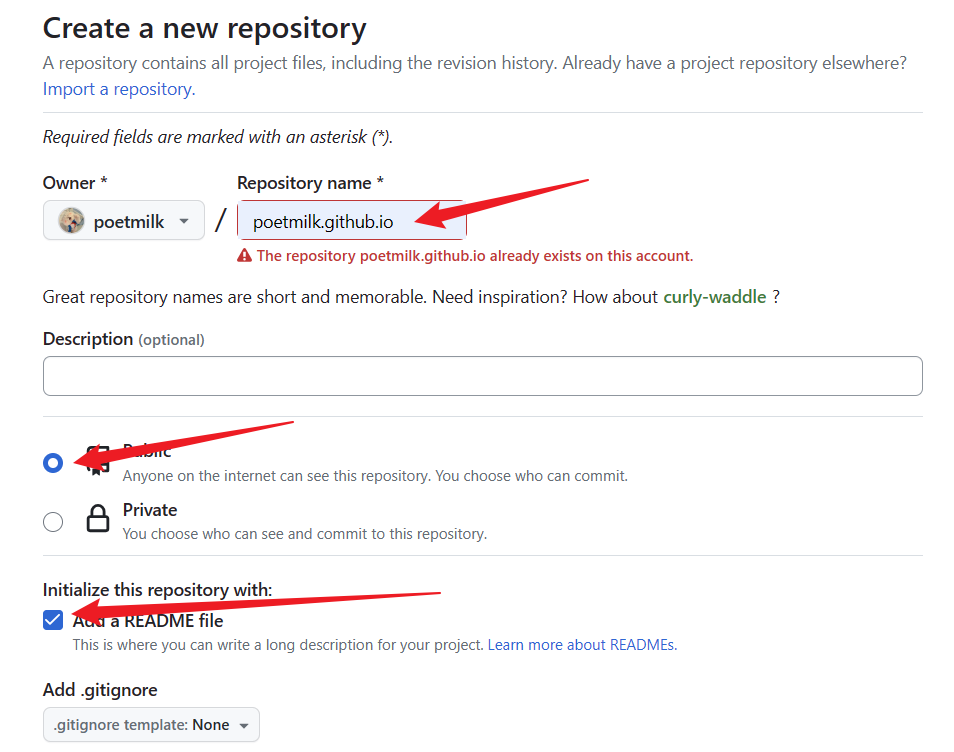 Create a new repository
A repository contains all project files, including the revision history. Already have a project repository elsewhere?
Import a repository.
Required fields are marked with an asterisk (*).
Owner * Repository name *
poetmilk / poetmilk.github.io
The repository poetmilk.github.io already exists on this account.
Great repository names are short and memorable. Need inspiration? How about curly-waddle ?
Description (optional)
Public
Anyone on the internet can see this repository. You choose who can commit.
Private
You choose who can see and commit to this repository.
Initialize this repository with:
Add a README file
This is where you can write a long description for your project. Learn more about READMEs.
Add .gitignore
.gitignore template: None